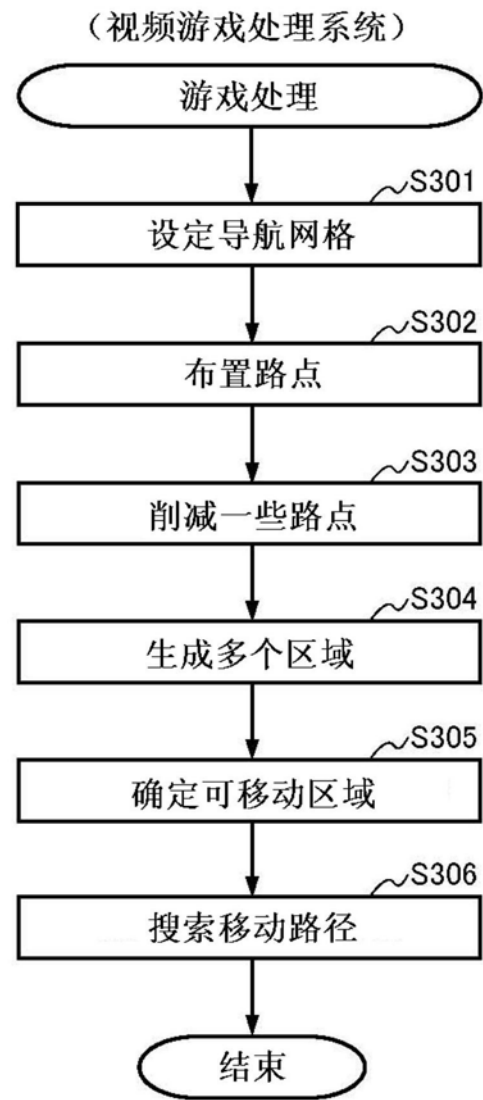 （视频游戏处理系统）
游戏处理
S301
设定导航网格
S302
布置路点
S303
削减一些路点
S304
生成多个区域
S305
确定可移动区域
S306
搜索移动路径
结束